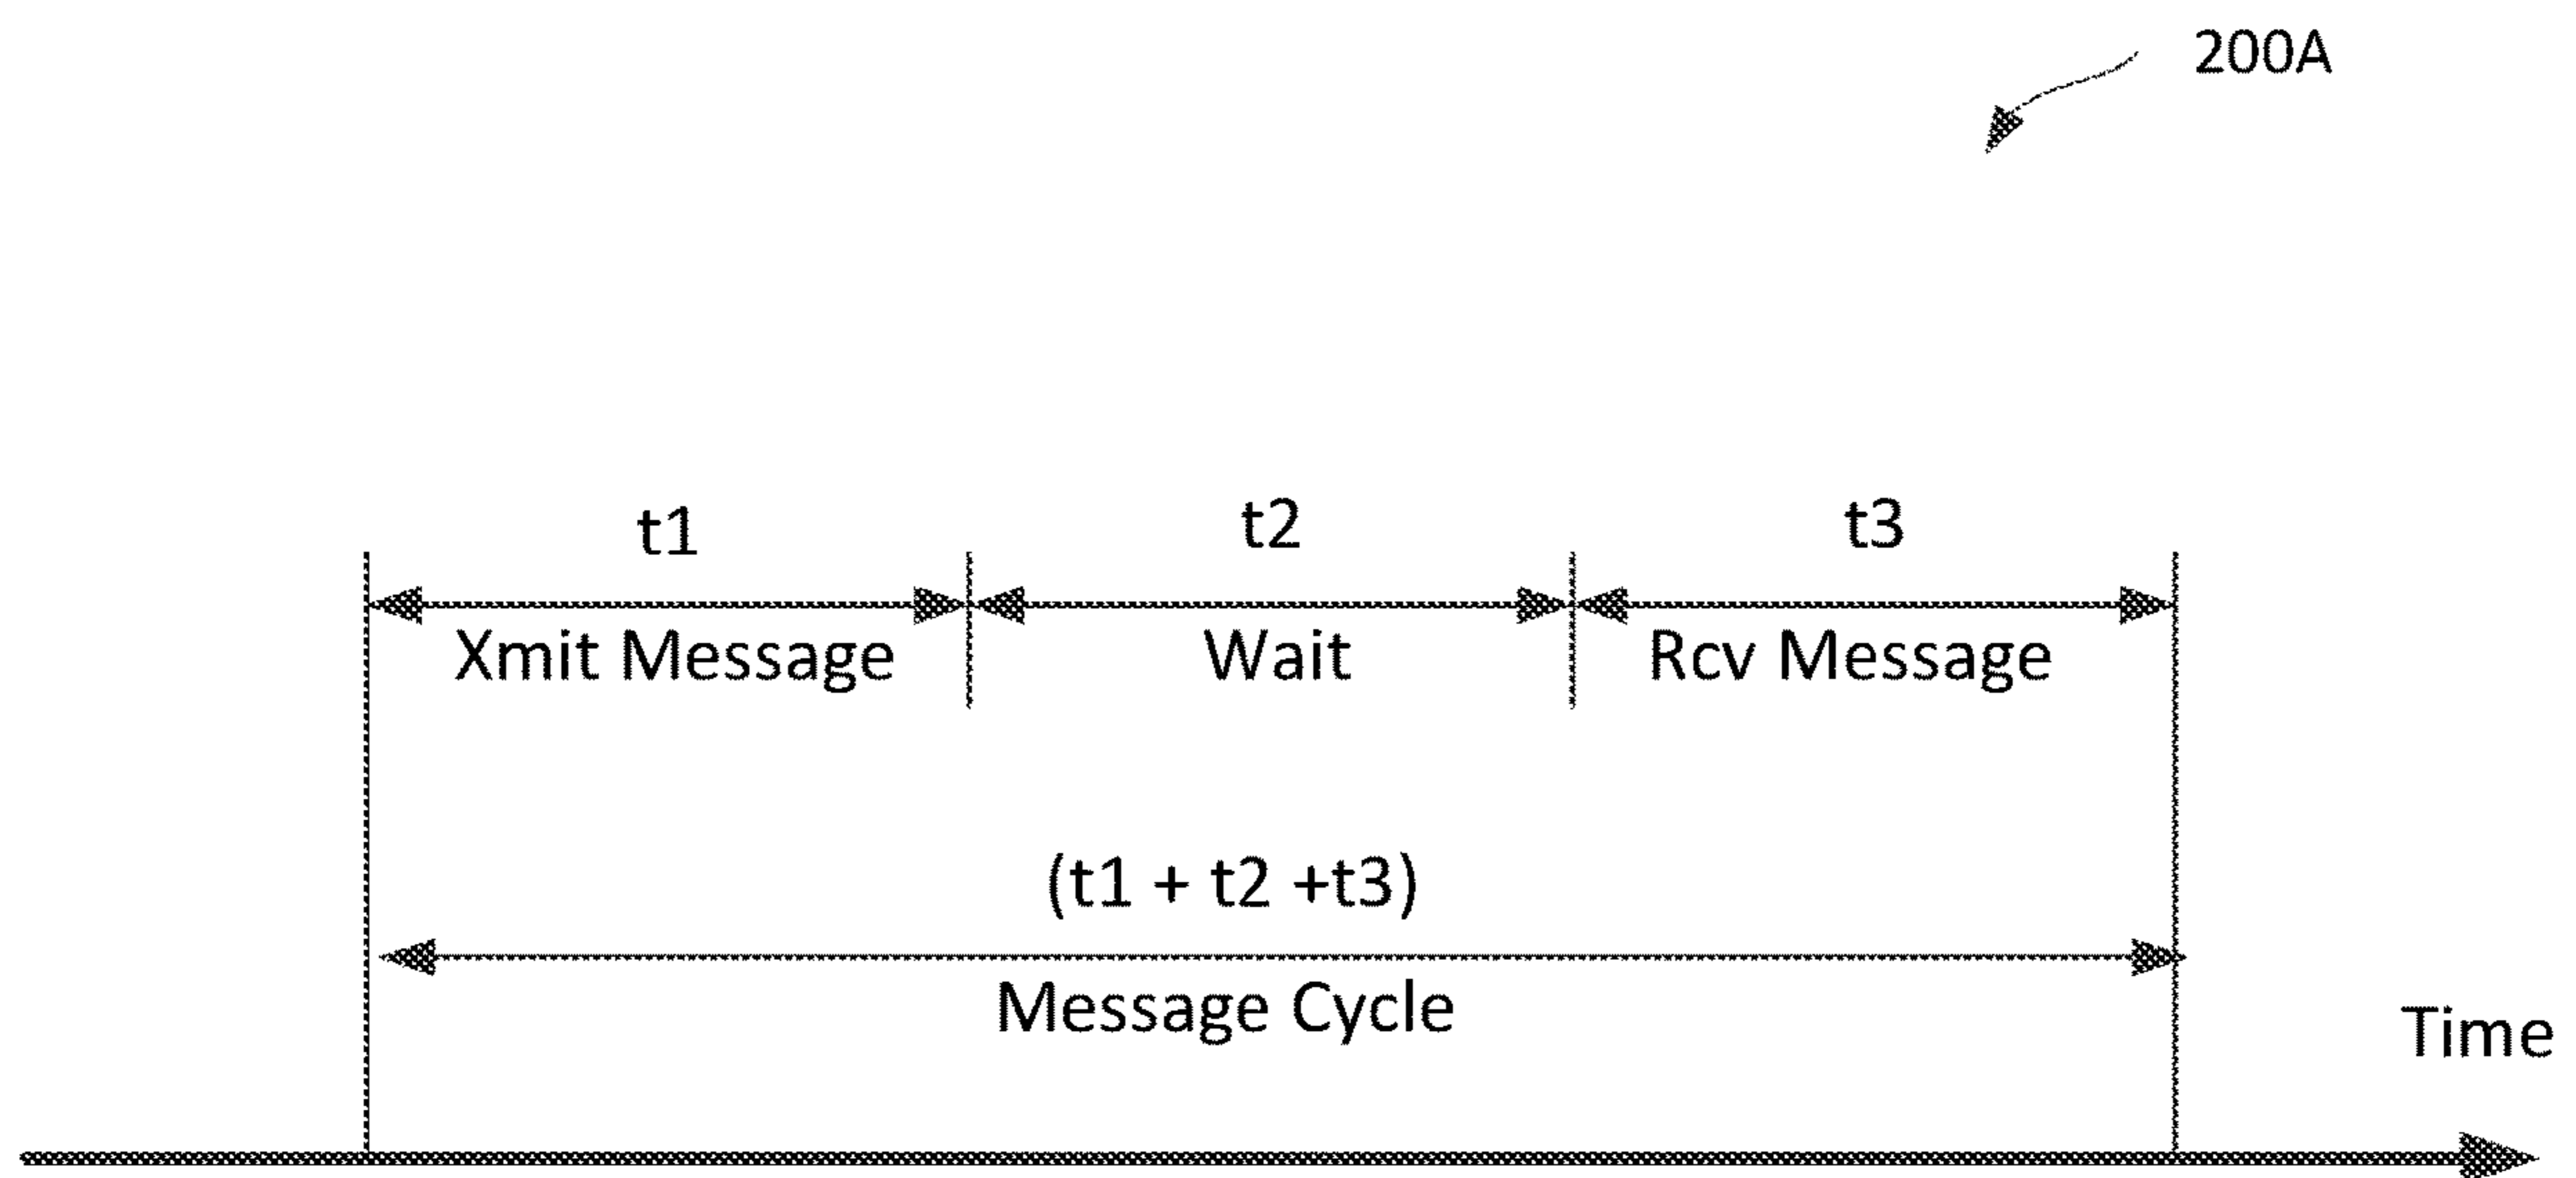 200A
t1
t2
t3
Xmit Message
Wait
Rcv Message
(t1 + t2 +t3)
Message Cycle
Time